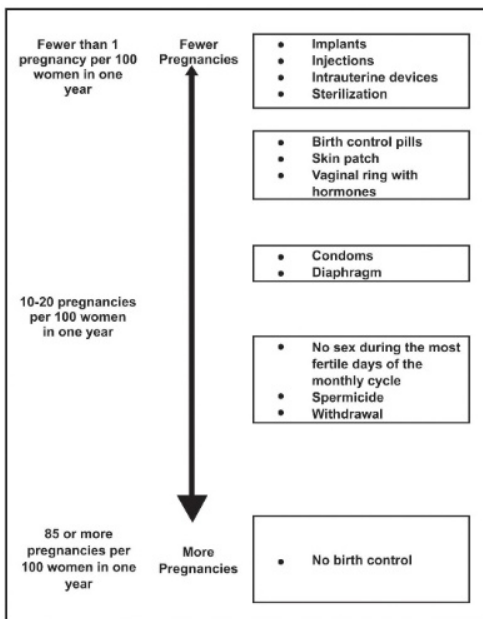 Fewer than 1
pregnancy per 100
women in one
year
Fewer
Pregnancies
• Implants
• Injections
• Intrauterine devices
• Sterilization
• Birth control pills
• Skin patch
• Vaginal ring with
hormones
• Condoms
• Diaphragm
10-20 pregnancies
per 100 women
in one year
• No sex during the most
fertile days of the
monthly cycle
• Spermicide
• Withdrawal
85 or more
pregnancies per
100 women in one
year
More
Pregnancies
• No birth control